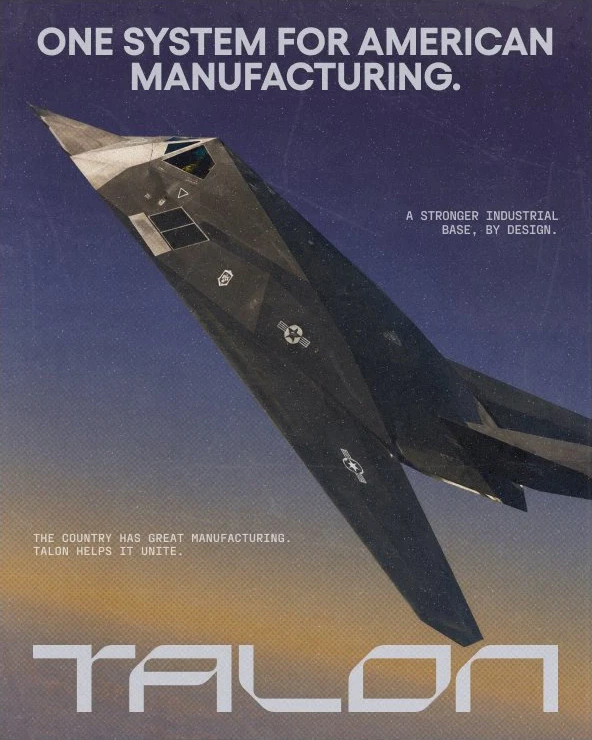 ONE SYSTEM FOR AMERICAN
MANUFACTURING.
A STRONGER INDUSTRIAL
BASE, BY DESIGN.
THE COUNTRY HAS GREAT MANUFACTURING.
TALON HELPS IT UNITE.
TALON